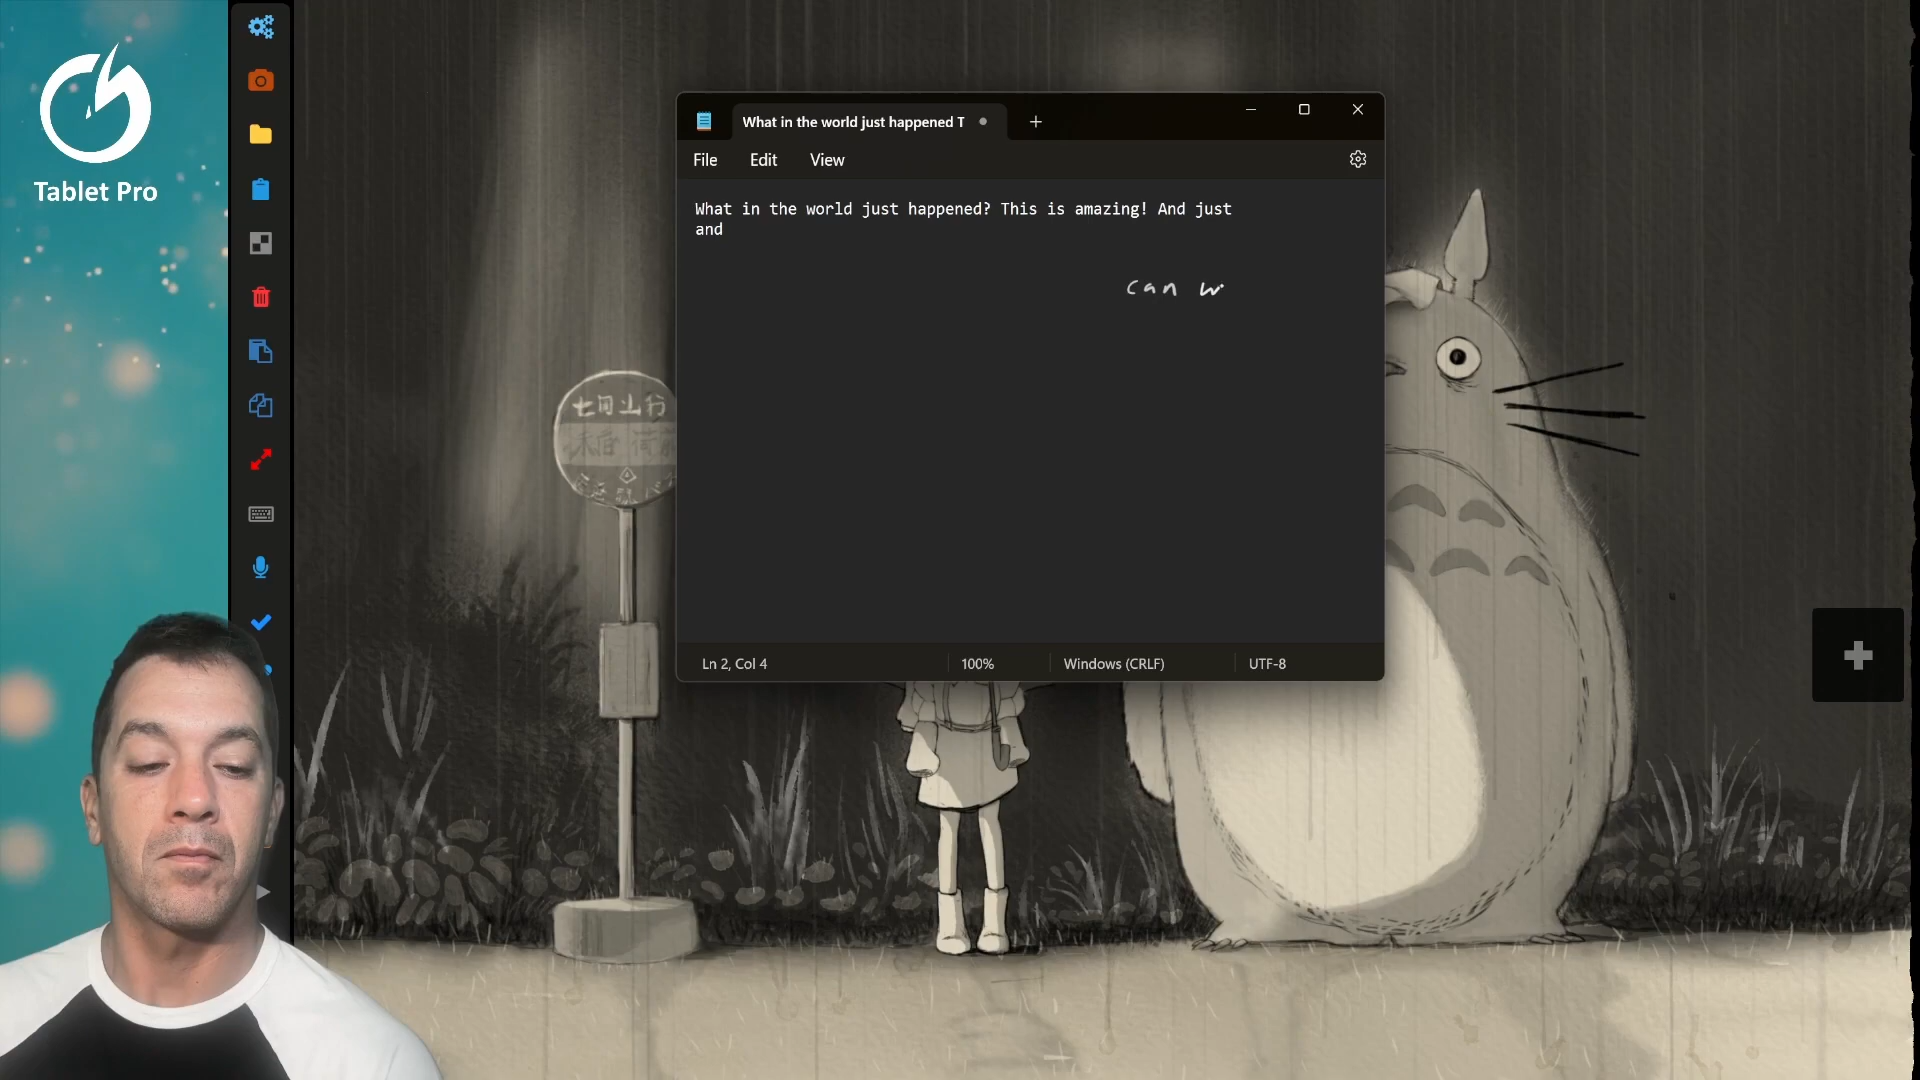 Tablet Pro
What in the world just happened T
File Edit View
What in the world just happened? This is amazing! And just
and
can w
七
Ln 2, Col 4 100% Windows (CRLF) UTF-8